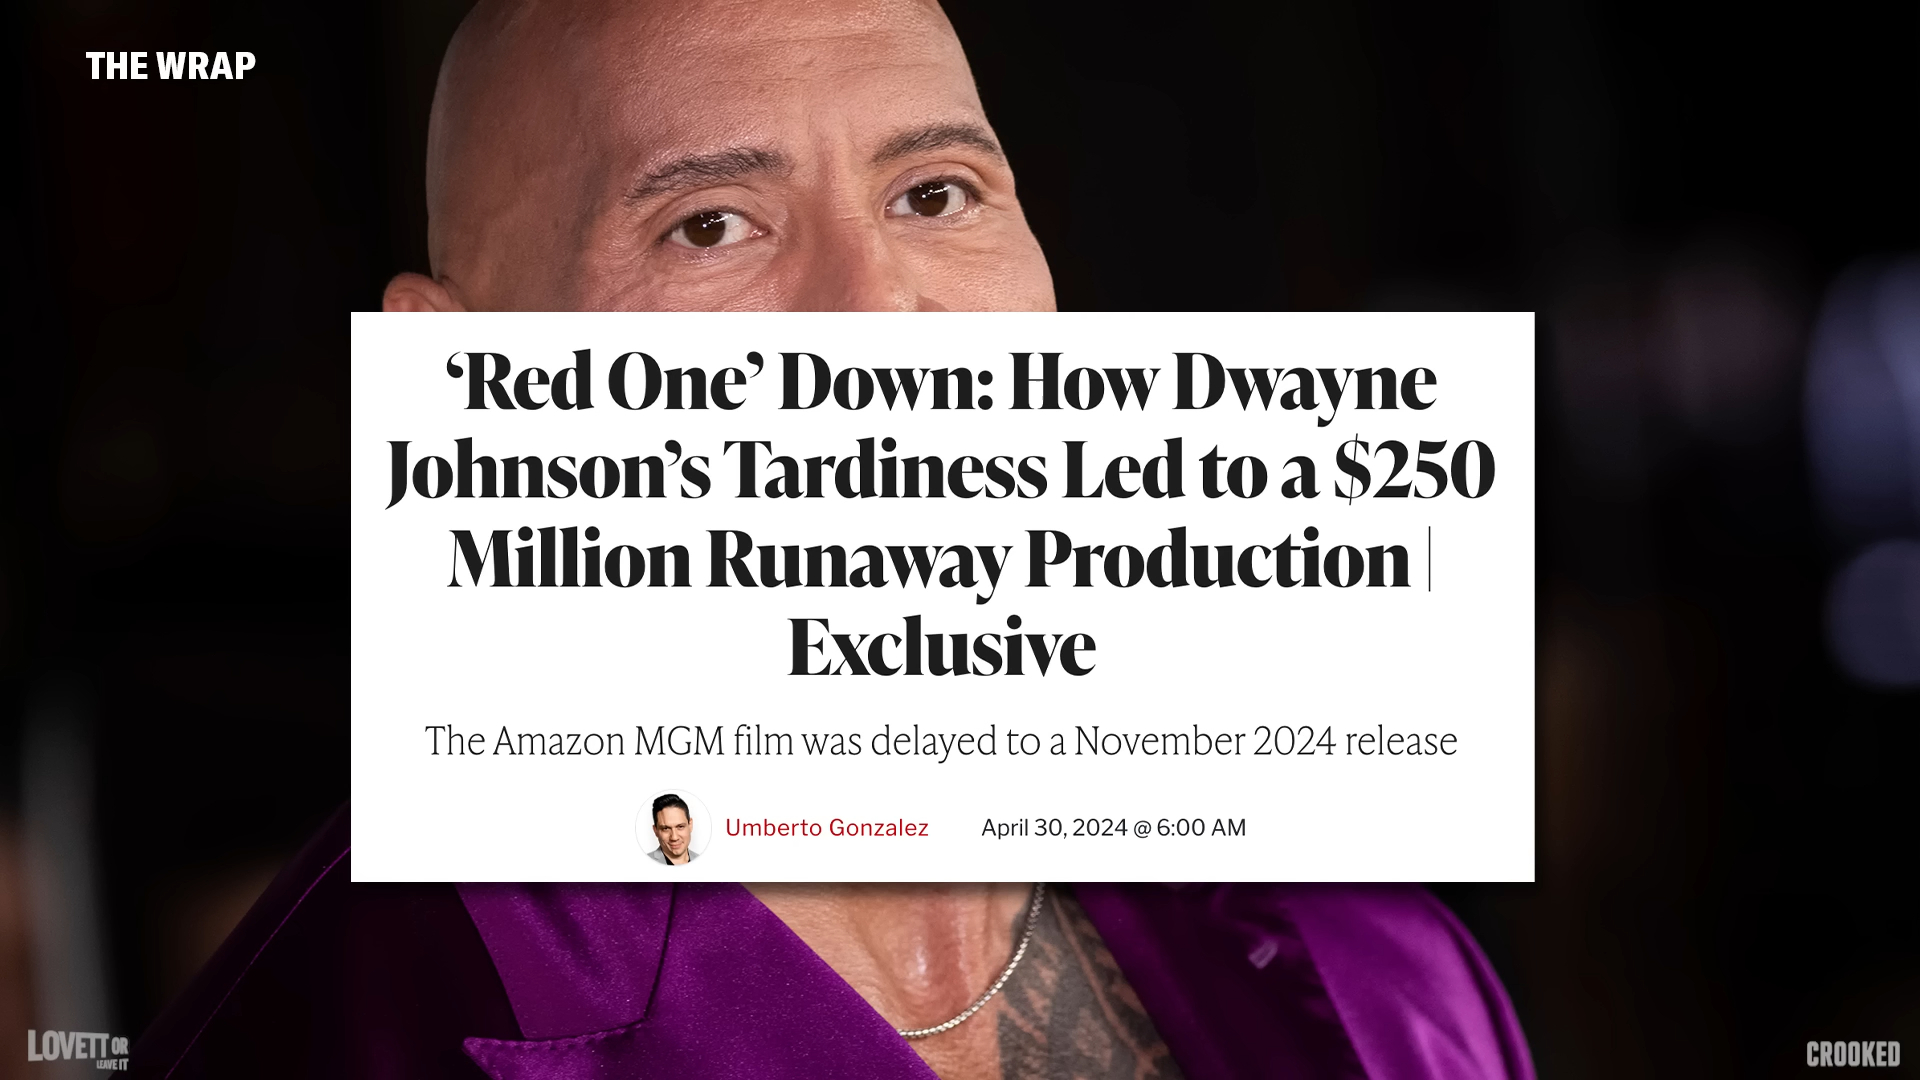 THE WRAP
‘Red One’ Down: How Dwayne
Johnson’s Tardiness Led to a $250
Million Runaway Production |
Exclusive
The Amazon MGM film was delayed to a November 2024 release
Umberto Gonzalez April 30, 2024 @ 6:00 AM
LOVETT OR
LEAVE IT
CROOKED